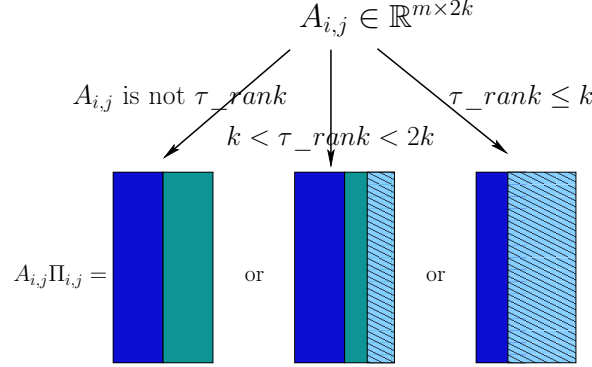 A_{i,j} ∈ ℝ^{m×2k}
A_{i,j} is not τ_rank
τ_rank ≤ k
k < τ_rank < 2k
A_{i,j}Π_{i,j} =
or
or